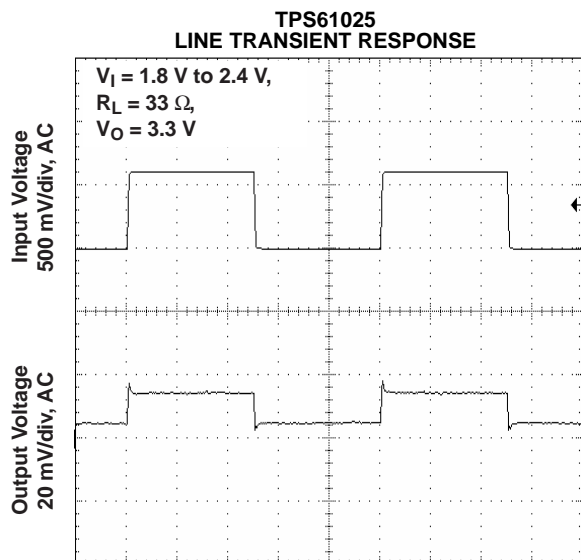 TPS61025
LINE TRANSIENT RESPONSE
V_I = 1.8 V to 2.4 V,
R_L = 33 Ω,
V_O = 3.3 V
Input Voltage
500 mV/div, AC
Output Voltage
20 mV/div, AC